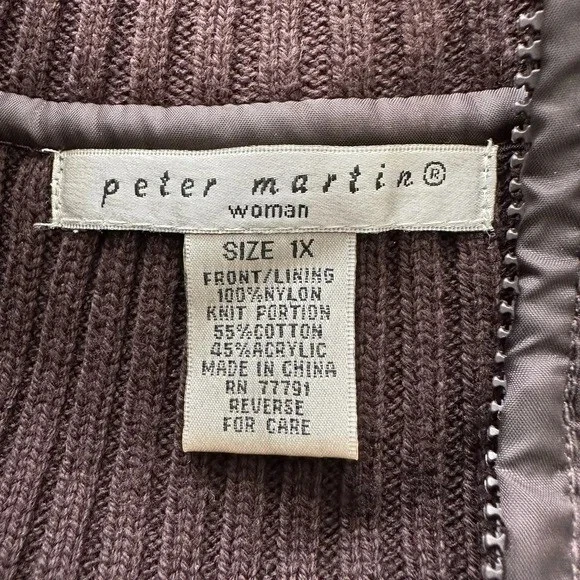 peter martin®
woman
SIZE 1X
FRONT/LINING
100%NYLON
KNIT PORTION
55%COTTON
45%ACRYLIC
MADE IN CHINA
RN 77791
REVERSE
FOR CARE